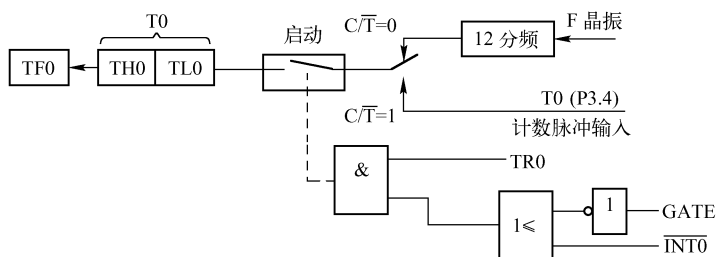 T0
TF0
TH0
TL0
启动
C/T̅=0
12 分频
F 晶振
C/T̅=1
T0 (P3.4)
计数脉冲输入
&
TR0
1≤
1
GATE
I̅N̅T̅0̅